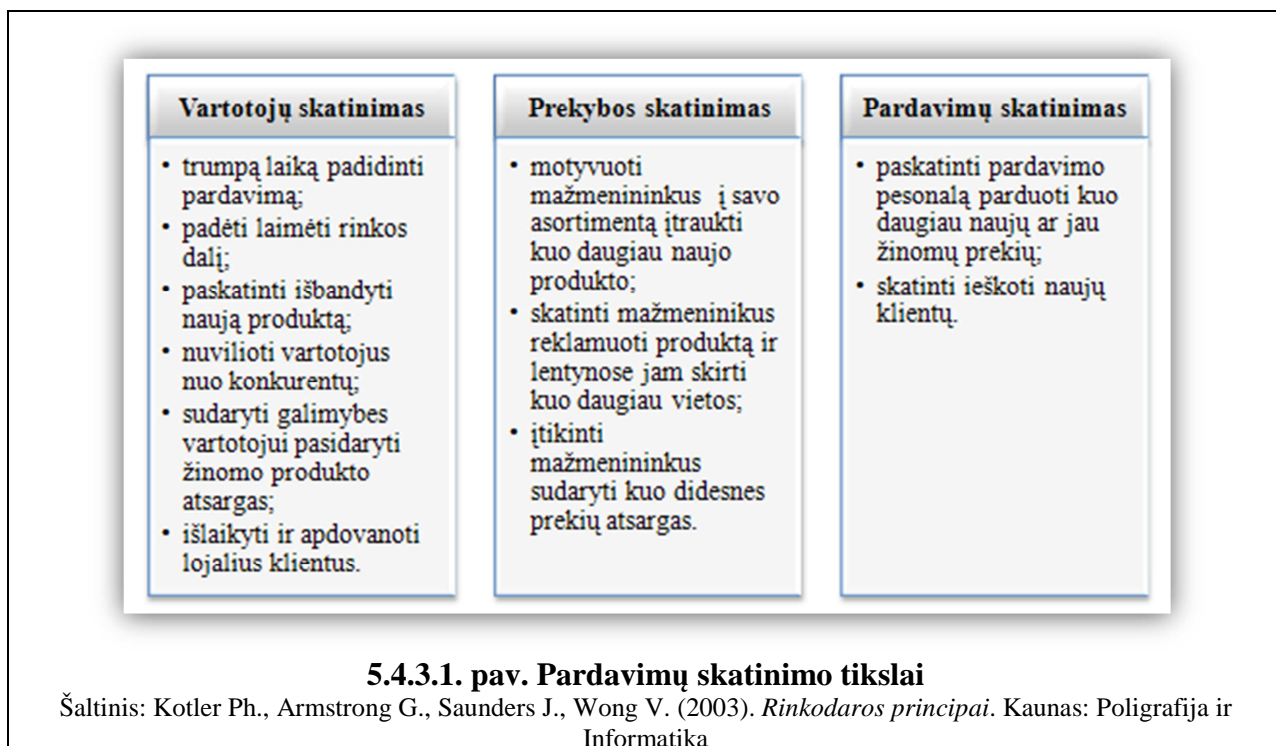 Vartotojų skatinimas
• trumpą laiką padidinti
pardavimą;
• padėti laimėti rinkos
dalį;
• paskatinti išbandyti
naują produktą;
• nuvilioti vartotojus
nuo konkurentų;
• sudaryti galimybes
vartotojui pasidaryti
žinomo produkto
atsargas;
• išlaikyti ir apdovanoti
lojalius klientus.
Prekybos skatinimas
• motyvuoti
mažmenininkus į savo
asortimentą įtraukti
kuo daugiau naujo
produkto;
• skatinti mažmeninikus
reklamuoti produktą ir
lentynose jam skirti
kuo daugiau vietos;
• įtikinti
mažmenininkus
sudaryti kuo didesnes
prekių atsargas.
Pardavimų skatinimas
• paskatinti pardavimo
pesonalą parduoti kuo
daugiau naujų ar jau
žinomų prekių;
• skatinti ieškoti naujų
klientų.
5.4.3.1. pav. Pardavimų skatinimo tikslai
Šaltinis: Kotler Ph., Armstrong G., Saunders J., Wong V. (2003). Rinkodaros principai. Kaunas: Poligrafija ir
Informatika